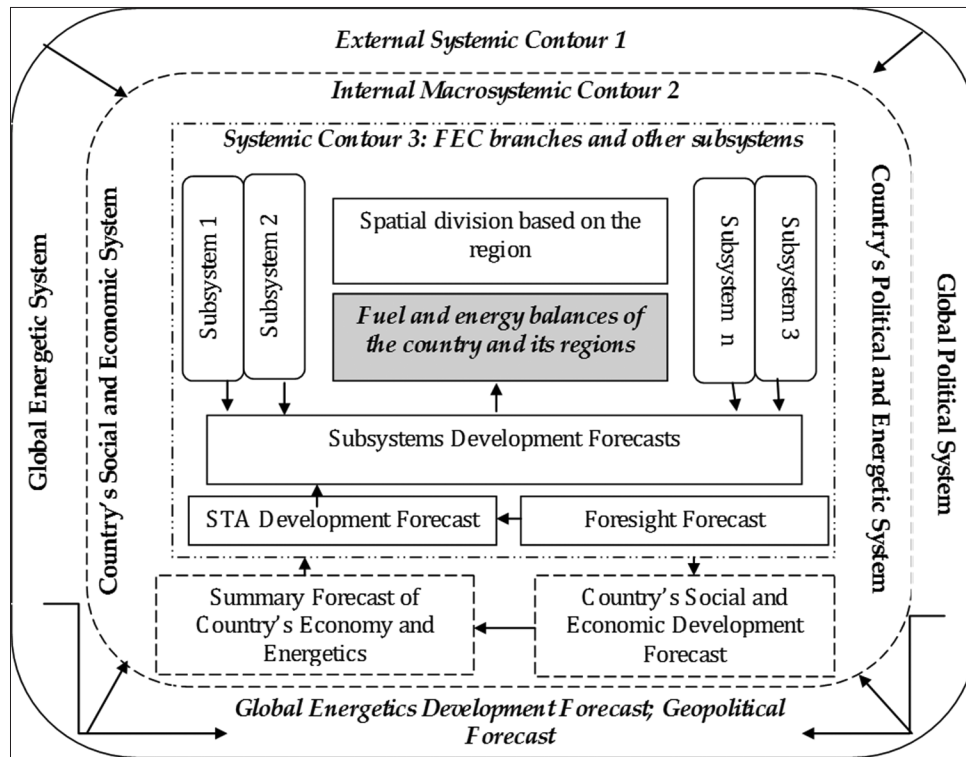 External Systemic Contour 1
Internal Macrosystemic Contour 2
Systemic Contour 3: FEC branches and other subsystems
Global Energetic System
Country's Social and Economic System
Subsystem 1
Subsystem 2
Spatial division based on the
region
Fuel and energy balances of
the country and its regions
Subsystem n
Subsystem 3
Country's Political and Energetic System
Global Political System
Subsystems Development Forecasts
STA Development Forecast
Foresight Forecast
Summary Forecast of
Country's Economy and
Energetics
Country's Social and
Economic Development
Forecast
Global Energetics Development Forecast; Geopolitical
Forecast